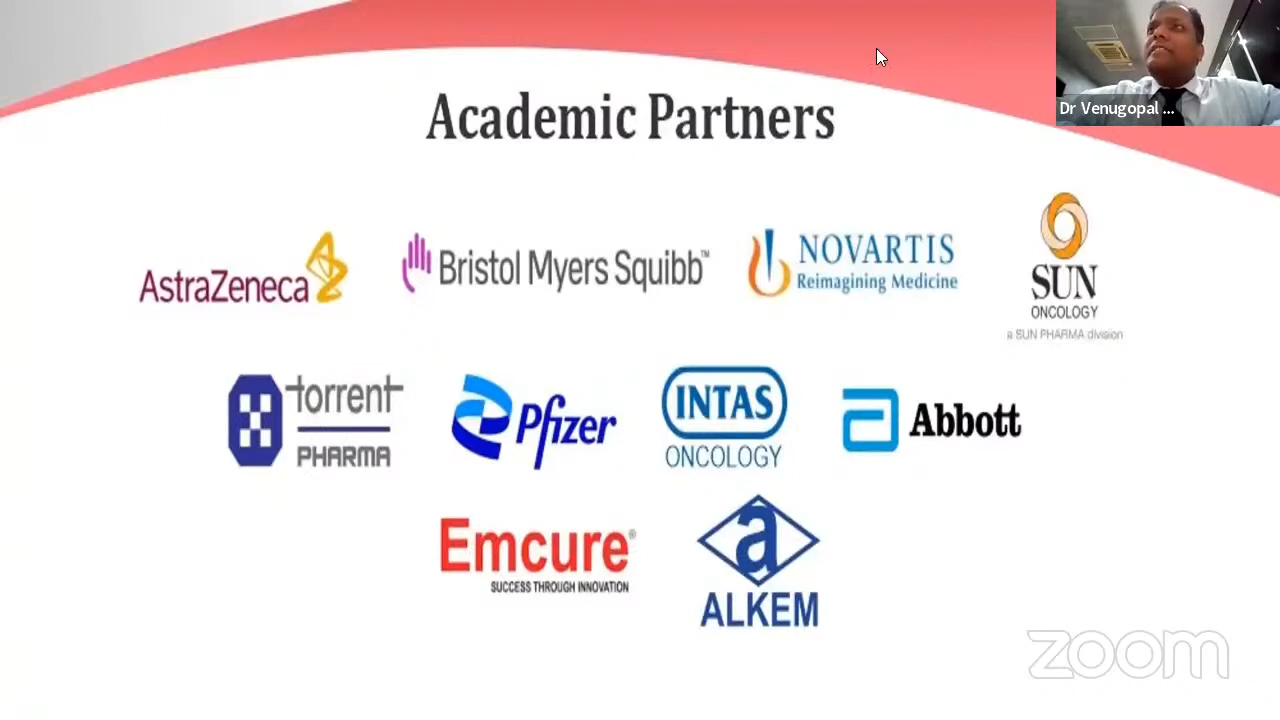 Dr Venugopal ...
Academic Partners
AstraZeneca
Bristol Myers Squibb™
NOVARTIS
Reimagining Medicine
SUN
ONCOLOGY
a SUN PHARMA division
torrent
PHARMA
Pfizer
INTAS
ONCOLOGY
a Abbott
Emcure®
SUCCESS THROUGH INNOVATION
a
ALKEM
zoom